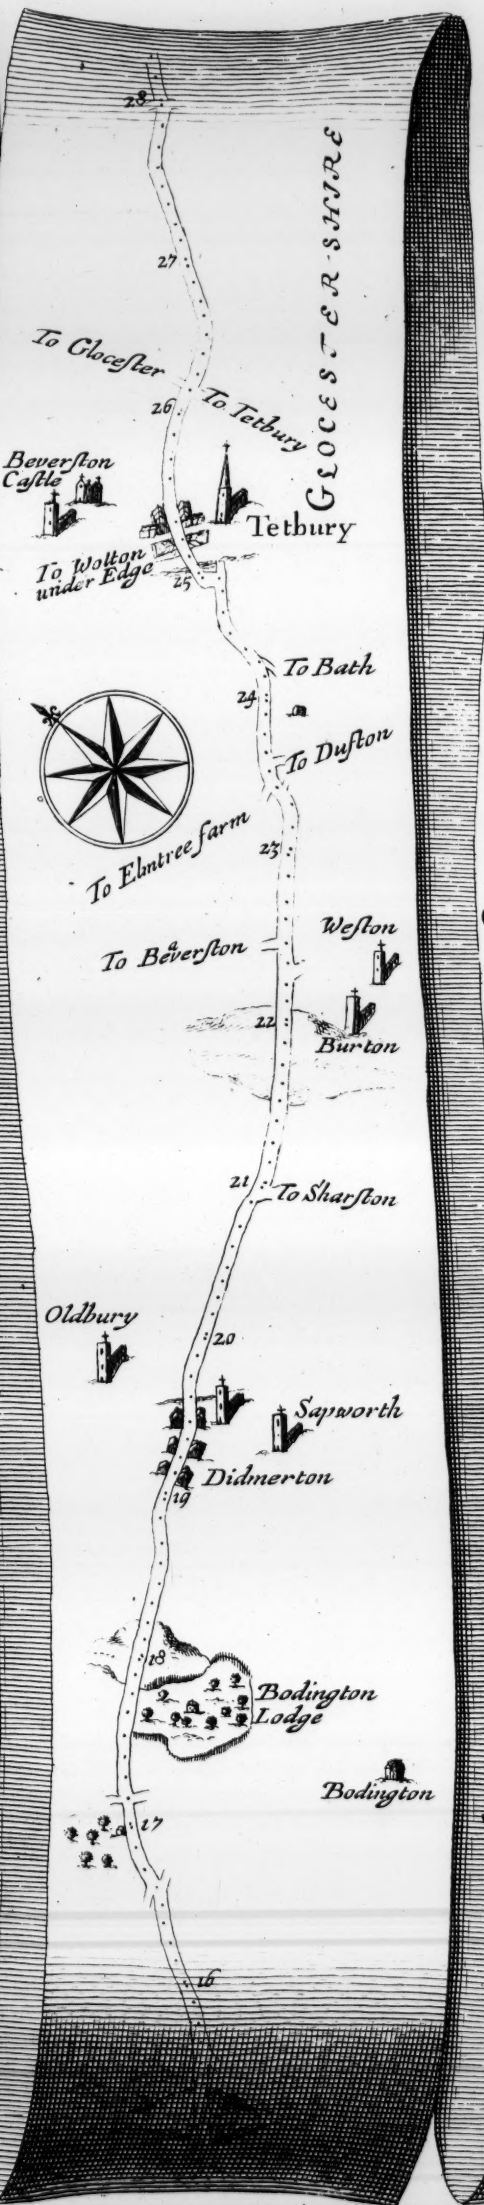 28
GLOCESTER-SHIRE
27
To Gloceſter
To Tetbury
26
Beverſton
Caſtle
Tetbury
To Wolton
under Edge
25
To Bath
24
To Duſton
23
To Elmtree farm
Weſton
To Beaverſton
22
Burton
21
To Sharſton
Oldbury
20
Sapworth
Didmerton
19
18
Bodington
Lodge
Bodington
17
16